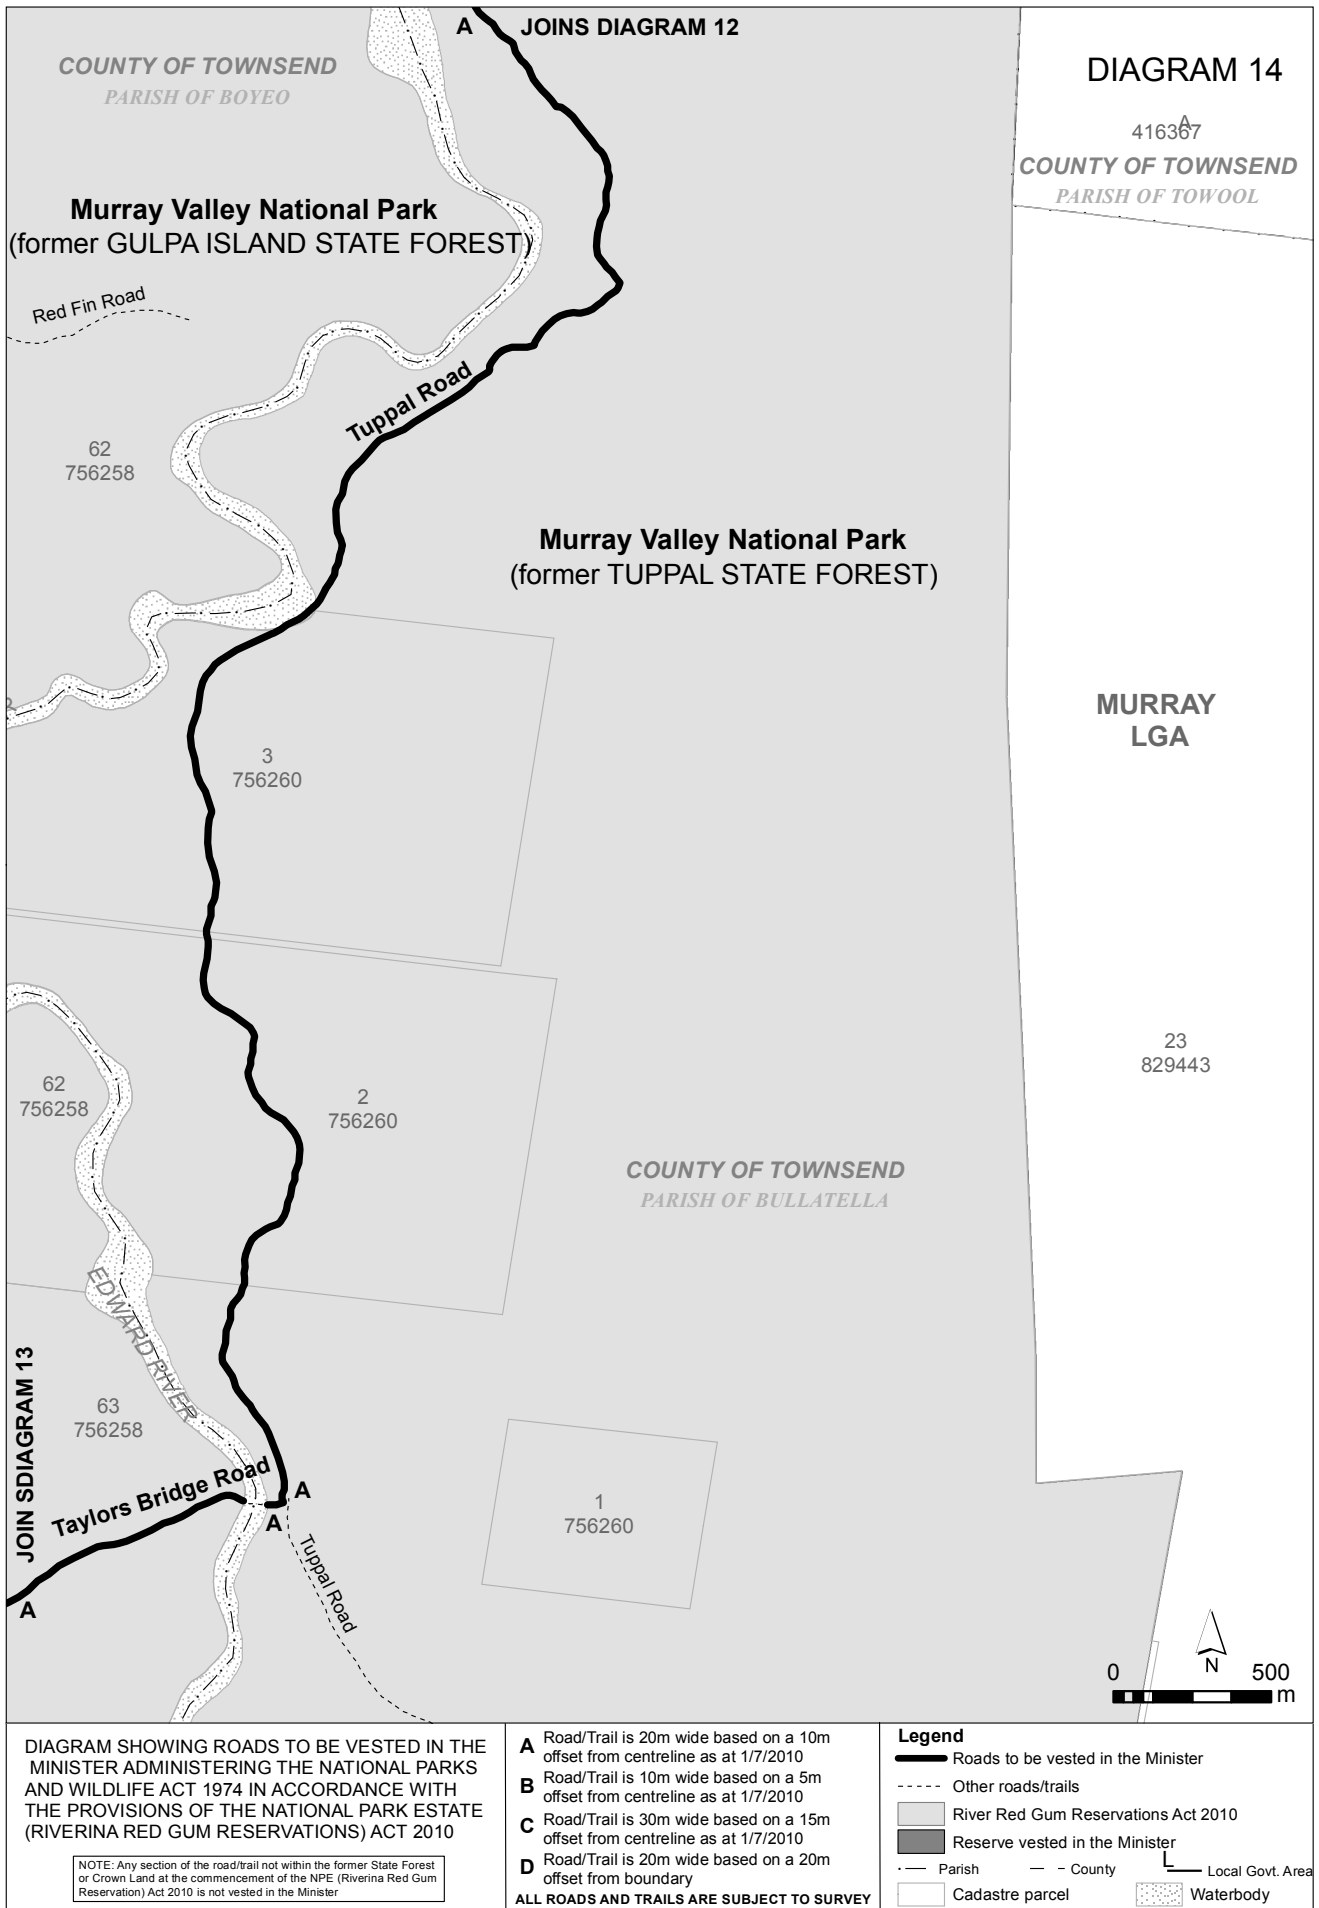 A
JOINS DIAGRAM 12
COUNTY OF TOWNSEND
PARISH OF BOYEO
DIAGRAM 14
A
416367
COUNTY OF TOWNSEND
PARISH OF TOWOOL
Murray Valley National Park
(former GULPA ISLAND STATE FOREST)
Red Fin Road
Tuppal Road
62
756258
Murray Valley National Park
(former TUPPAL STATE FOREST)
MURRAY
LGA
3
756260
23
829443
62
756258
2
756260
COUNTY OF TOWNSEND
PARISH OF BULLATELLA
EDWARD RIVER
JOIN SDIAGRAM 13
63
756258
Taylors Bridge Road
A
A
1
756260
Tuppal Road
A
N
0 500
m
DIAGRAM SHOWING ROADS TO BE VESTED IN THE
MINISTER ADMINISTERING THE NATIONAL PARKS
AND WILDLIFE ACT 1974 IN ACCORDANCE WITH
THE PROVISIONS OF THE NATIONAL PARK ESTATE
(RIVERINA RED GUM RESERVATIONS) ACT 2010
NOTE: Any section of the road/trail not within the former State Forest
or Crown Land at the commencement of the NPE (Riverina Red Gum
Reservation) Act 2010 is not vested in the Minister
A Road/Trail is 20m wide based on a 10m
offset from centreline as at 1/7/2010
B Road/Trail is 10m wide based on a 5m
offset from centreline as at 1/7/2010
C Road/Trail is 30m wide based on a 15m
offset from centreline as at 1/7/2010
D Road/Trail is 20m wide based on a 20m
offset from boundary
ALL ROADS AND TRAILS ARE SUBJECT TO SURVEY
Legend
Roads to be vested in the Minister
Other roads/trails
River Red Gum Reservations Act 2010
Reserve vested in the Minister
Parish County Local Govt. Area
Cadastre parcel Waterbody